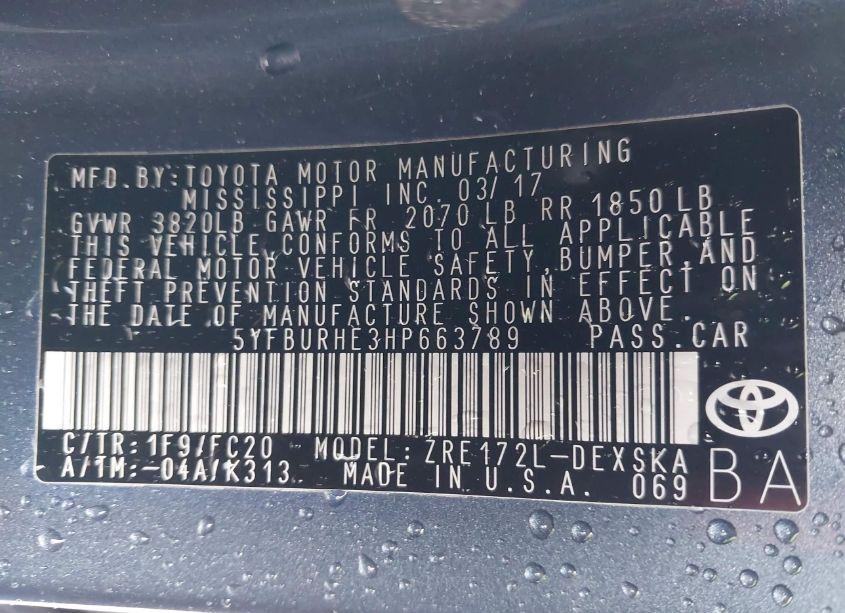 MFD.BY:TOYOTA MOTOR MANUFACTURING
MISSISSIPPI INC. 03/17
GVWR 3820LB GAWR FR 2070 LB RR 1850 LB
THIS VEHICLE CONFORMS TO ALL APPLICABLE
FEDERAL MOTOR VEHICLE SAFETY,BUMPER,AND
THEFT PREVENTION STANDARDS IN EFFECT ON
THE DATE OF MANUFACTURE SHOWN ABOVE.
5YFBURHE3HP663789 PASS.CAR
C/TR:1F9/FC20 MODEL:ZRE172L-DEXSKA
A/TM:-04A/K313 MADE IN U.S.A. 069 BA